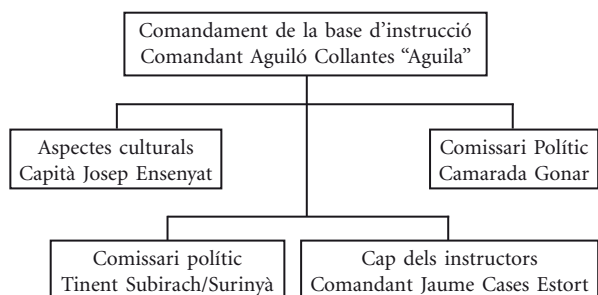 Comandament de la base d’instrucció
Comandant Aguiló Collantes “Aguila”
Aspectes culturals
Capità Josep Ensenyat
Comissari Polític
Camarada Gonar
Comissari polític
Tinent Subirach/Surinyà
Cap dels instructors
Comandant Jaume Cases Estort